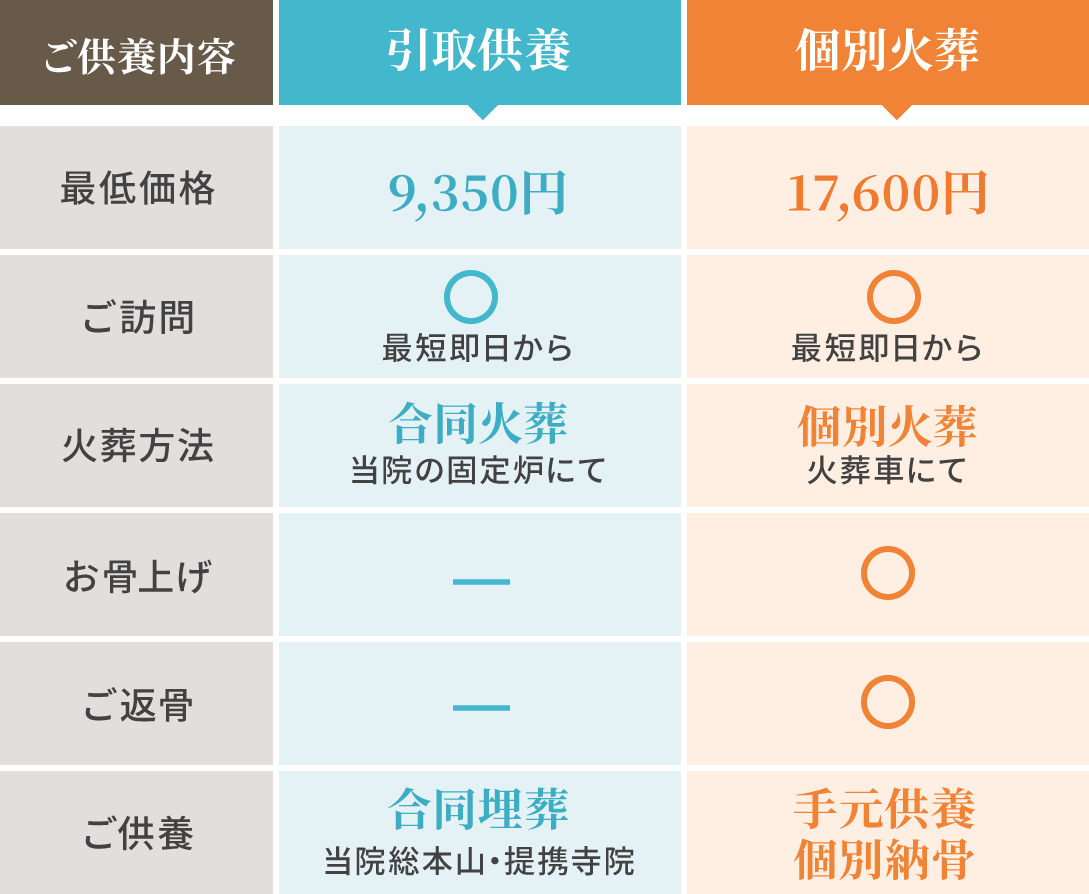 ご供養内容 引取供養 個別火葬
最低価格 9,350円 17,600円
ご訪問 ○ ○
最短即日から 最短即日から
火葬方法 合同火葬 個別火葬
当院の固定炉にて 火葬車にて
お骨上げ — ○
ご返骨 — ○
ご供養 合同埋葬 手元供養
当院総本山・提携寺院 個別納骨